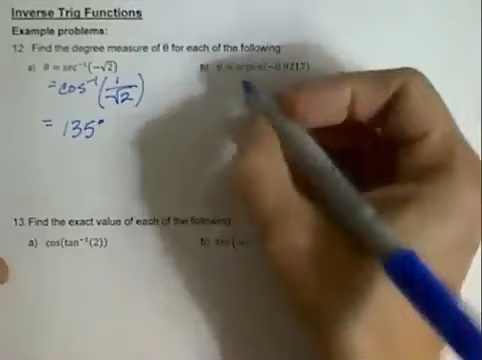 Inverse Trig Functions
Example problems:
12 Find the degree measure of θ for each of the following:
a) θ = sec⁻¹(−√2)
= cos⁻¹(1/−√2)
= 135°
13 Find the exact value of each of the following
a) cos(tan⁻¹(2))
b)